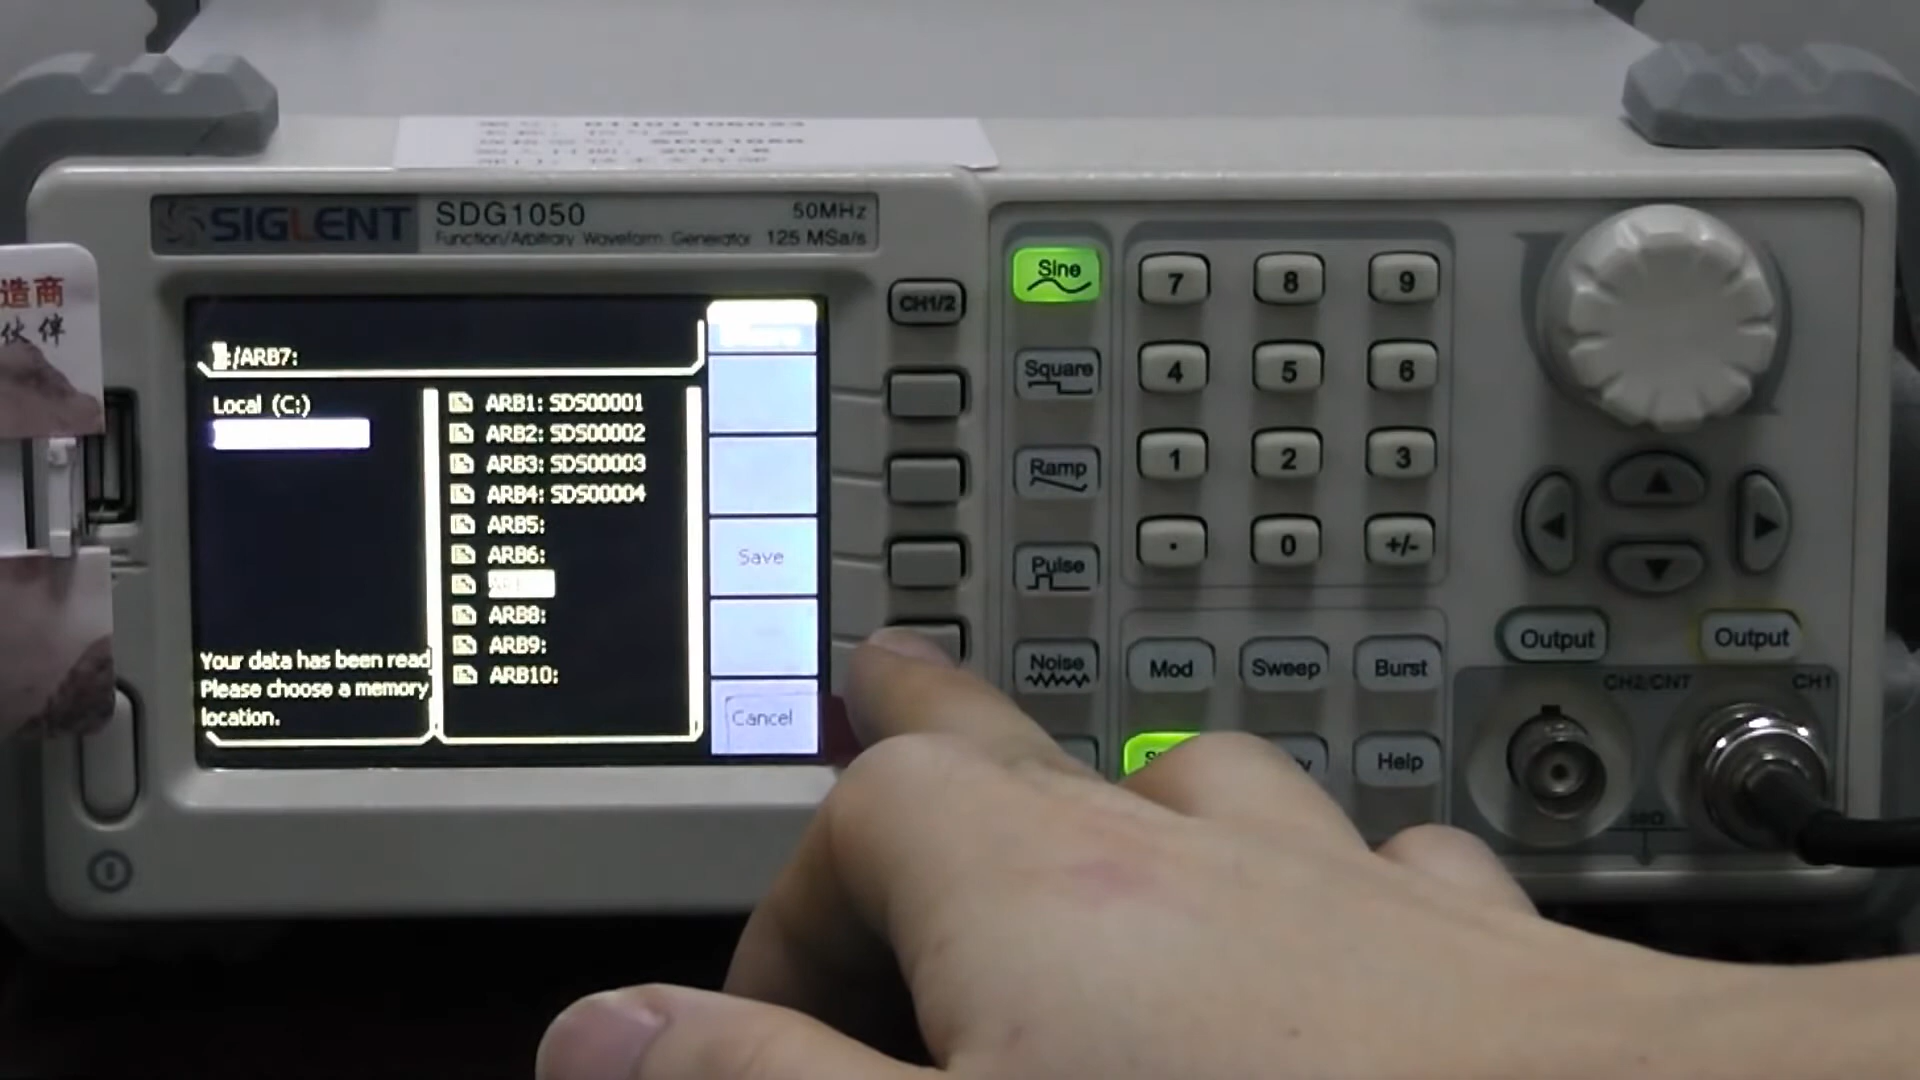 SIGLENT
SDG1050
50MHz
Function/Arbitrary Waveform Generator 125 MSa/s
造商
伙伴
:/ARB7:
Local (C:)
ARB1: SDS00001
ARB2: SDS00002
ARB3: SDS00003
ARB4: SDS00004
ARB5:
ARB6:
ARB8:
ARB9:
ARB10:
Your data has been read
Please choose a memory
location.
Save
Cancel
CH1/2
Sine
Square
Ramp
Pulse
Noise
7 8 9
4 5 6
1 2 3
. 0 +/-
Mod Sweep Burst
Help
Output
Output
CH2/CNT
CH1